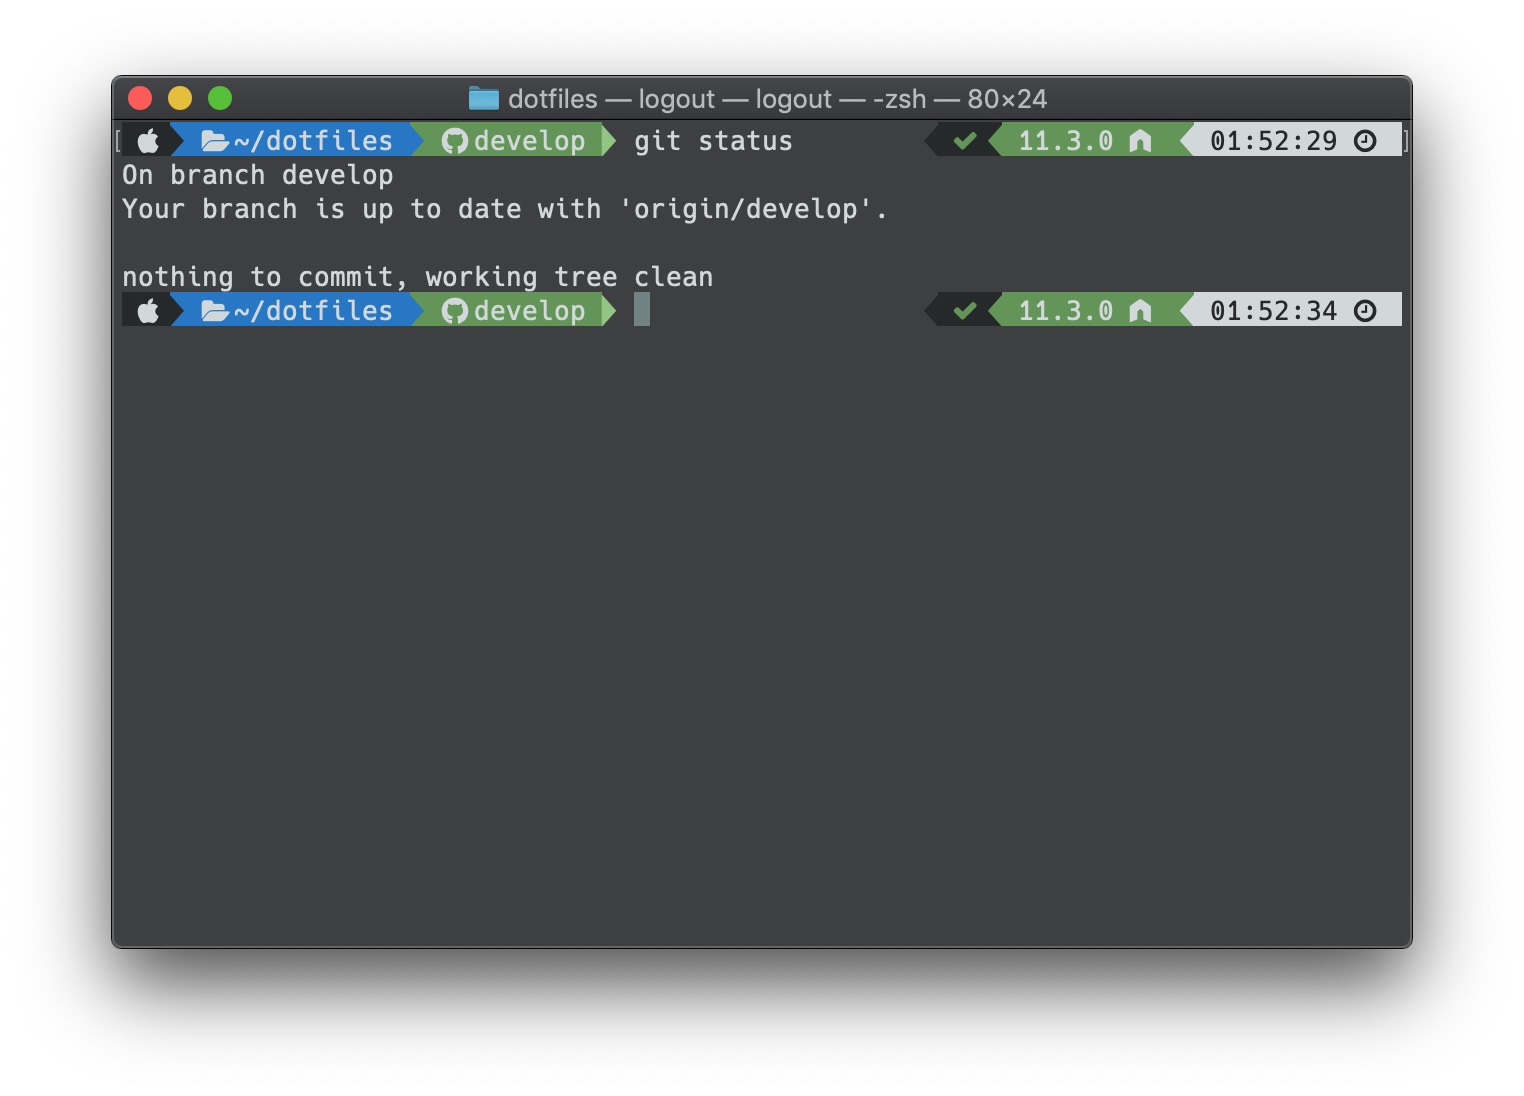 dotfiles — logout — logout — -zsh — 80×24
[ ~/dotfiles develop git status 11.3.0 01:52:29 ]
On branch develop
Your branch is up to date with 'origin/develop'.
nothing to commit, working tree clean
~/dotfiles develop 11.3.0 01:52:34